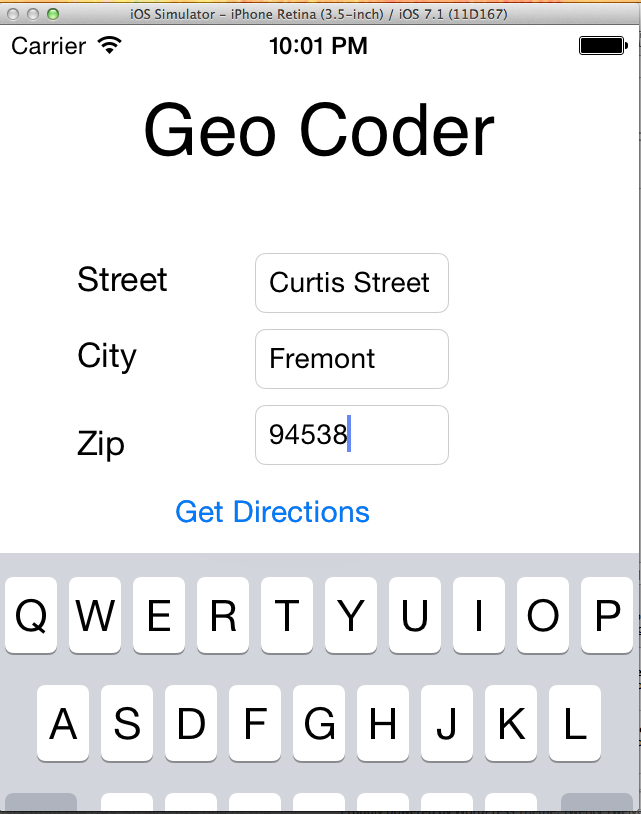 iOS Simulator – iPhone Retina (3.5-inch) / iOS 7.1 (11D167)
Carrier 10:01 PM
Geo Coder
Street Curtis Street
City Fremont
Zip 94538
Get Directions
Q W E R T Y U I O P
A S D F G H J K L